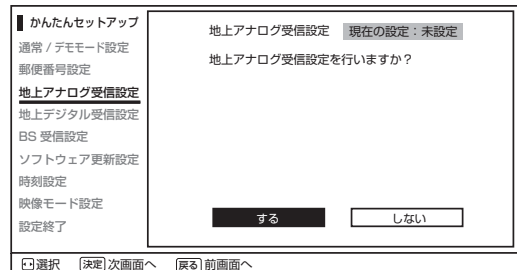 かんたんセットアップ
通常 / デモモード設定
郵便番号設定
地上アナログ受信設定
地上デジタル受信設定
BS 受信設定
ソフトウェア更新設定
時刻設定
映像モード設定
設定終了
地上アナログ受信設定 現在の設定：未設定
地上アナログ受信設定を行いますか？
する しない
選択 決定 次画面へ 戻る 前画面へ